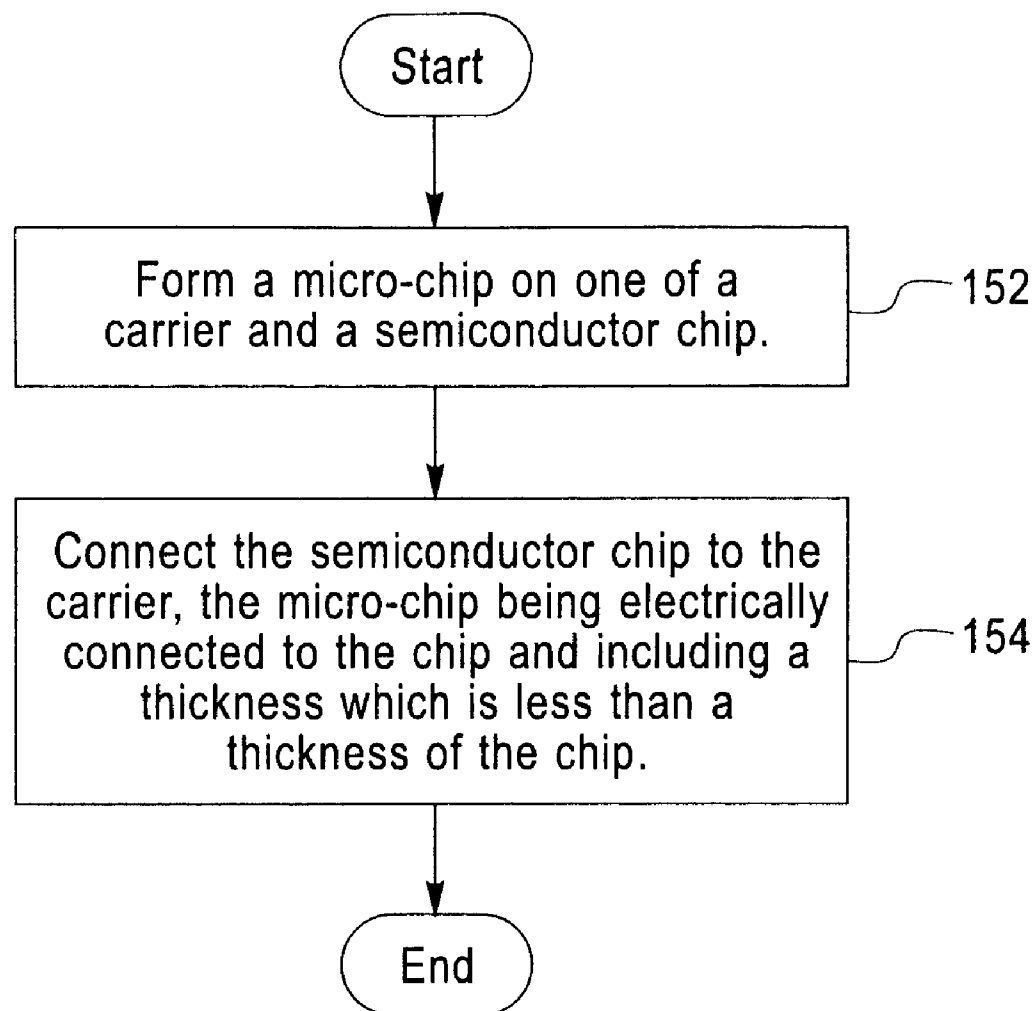 Start
Form a micro-chip on one of a
carrier and a semiconductor chip.
152
Connect the semiconductor chip to the
carrier, the micro-chip being electrically
connected to the chip and including a
thickness which is less than a
thickness of the chip.
154
End